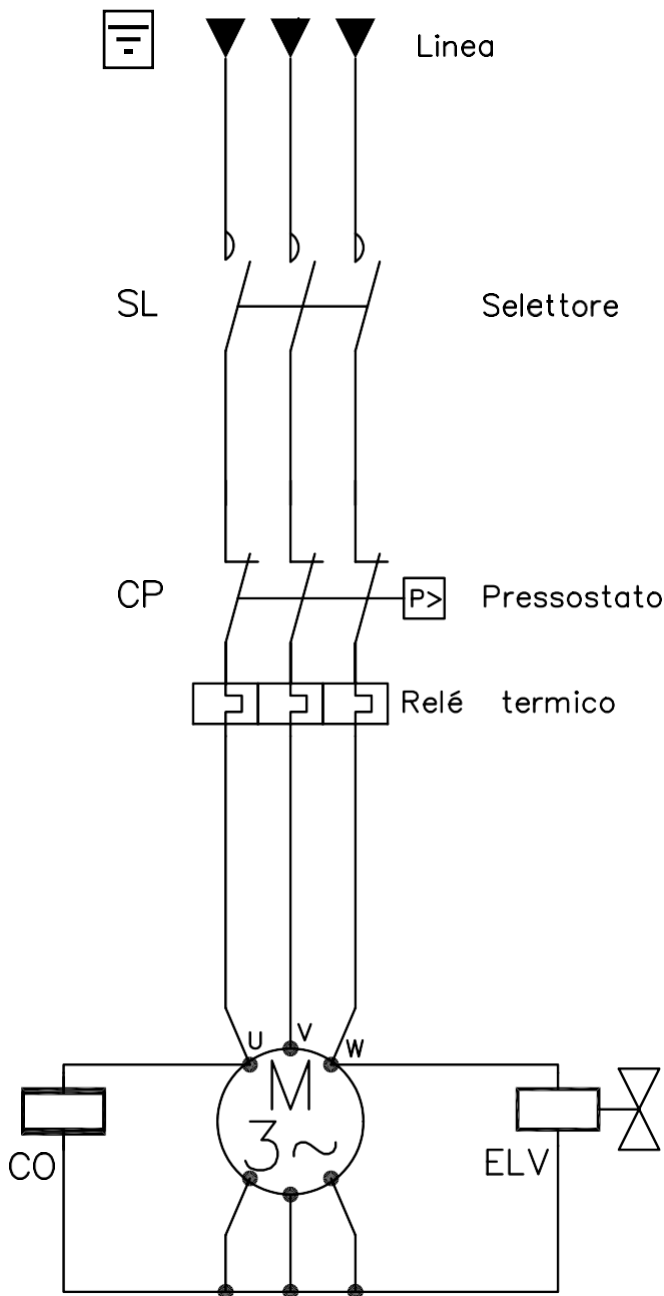 Linea
SL Selettore
CP P> Pressostato
Relé termico
U V W
M
3~
CO ELV